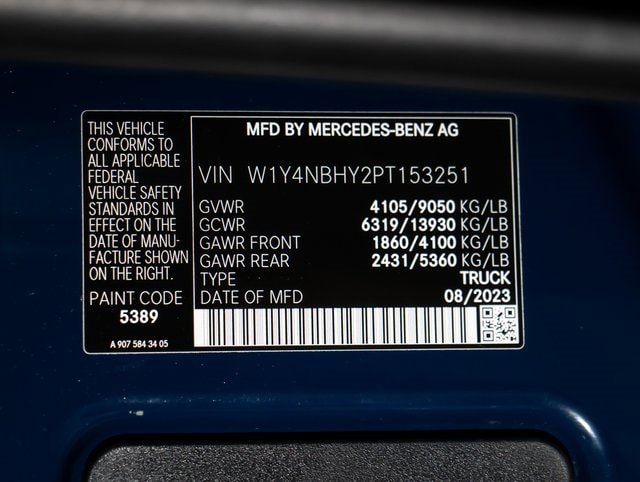 THIS VEHICLE
CONFORMS TO
ALL APPLICABLE
FEDERAL
VEHICLE SAFETY
STANDARDS IN
EFFECT ON THE
DATE OF MANU-
FACTURE SHOWN
ON THE RIGHT.
PAINT CODE
5389
A 907 584 34 05
MFD BY MERCEDES-BENZ AG
VIN W1Y4NBHY2PT153251
GVWR 4105/9050 KG/LB
GCWR 6319/13930 KG/LB
GAWR FRONT 1860/4100 KG/LB
GAWR REAR 2431/5360 KG/LB
TYPE TRUCK
DATE OF MFD 08/2023